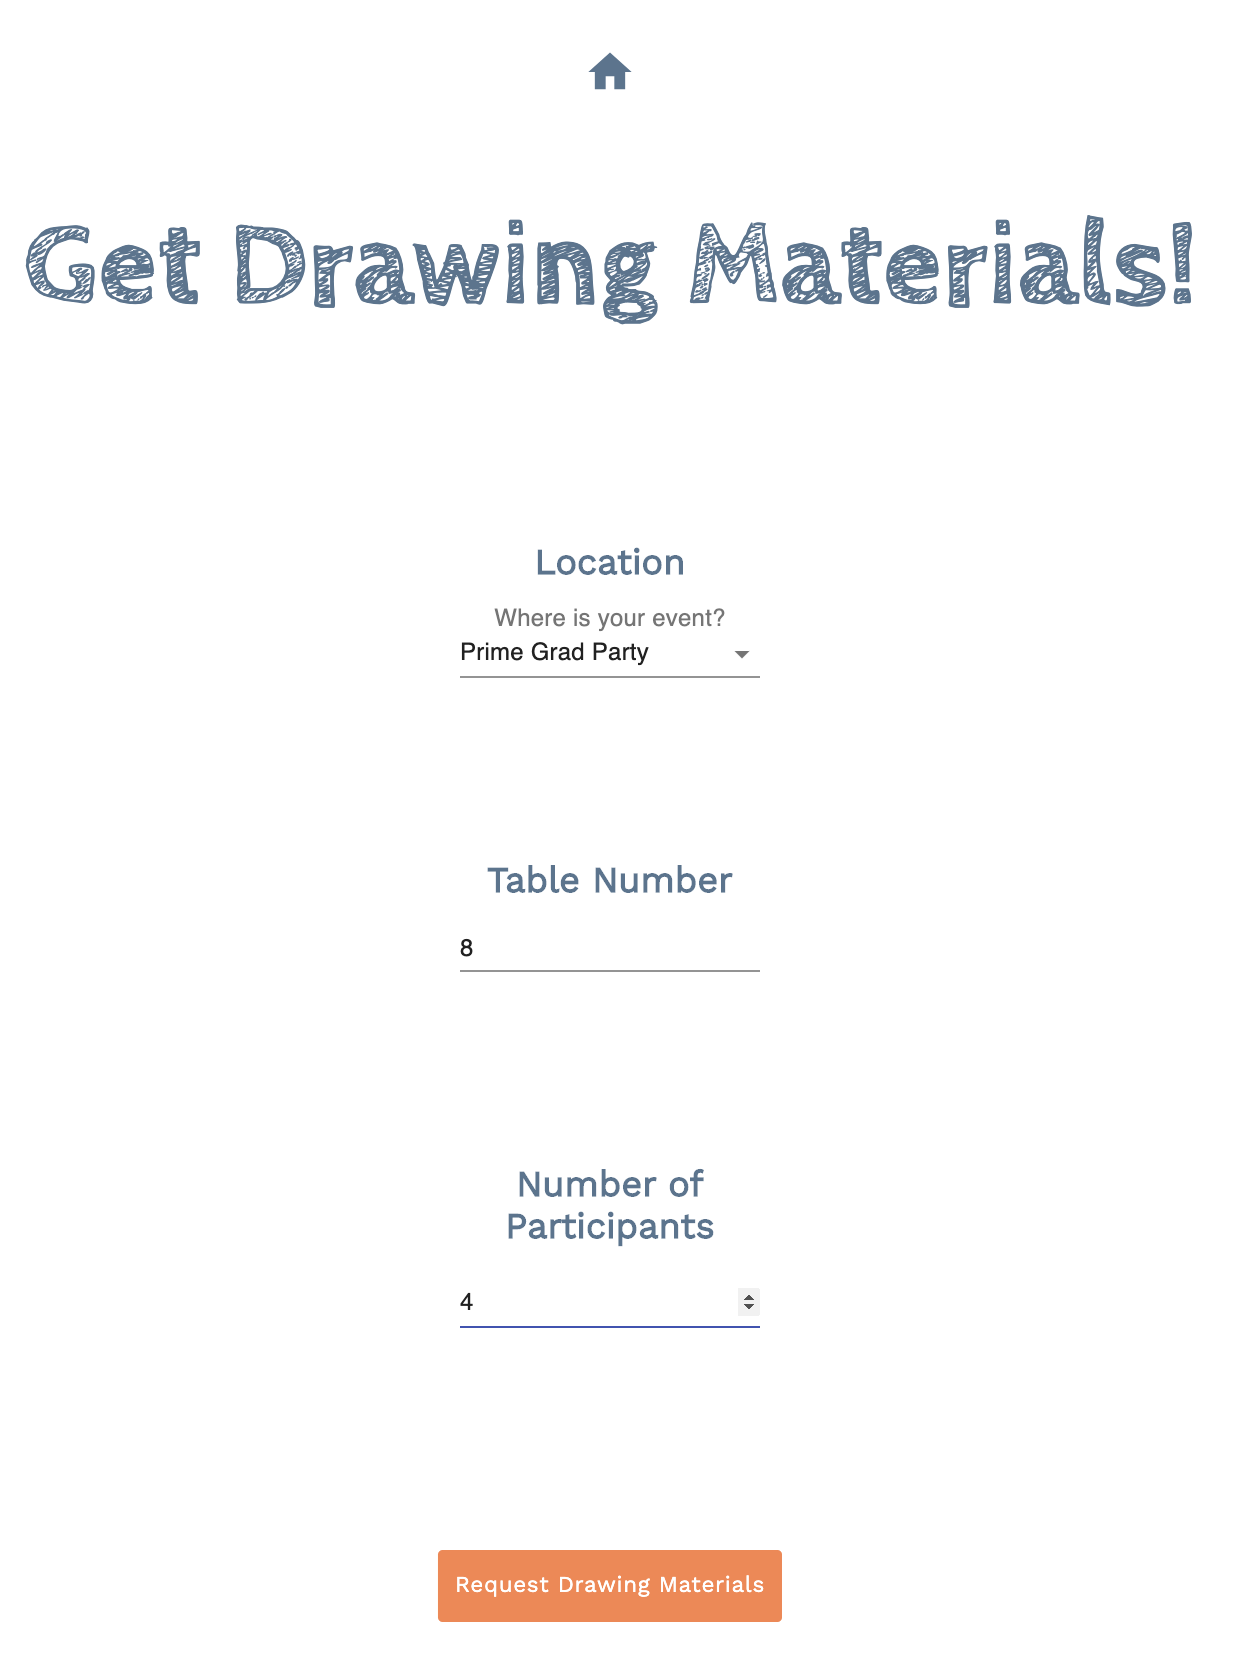 Get Drawing Materials!
Location
Where is your event?
Prime Grad Party
Table Number
8
Number of
Participants
4
Request Drawing Materials